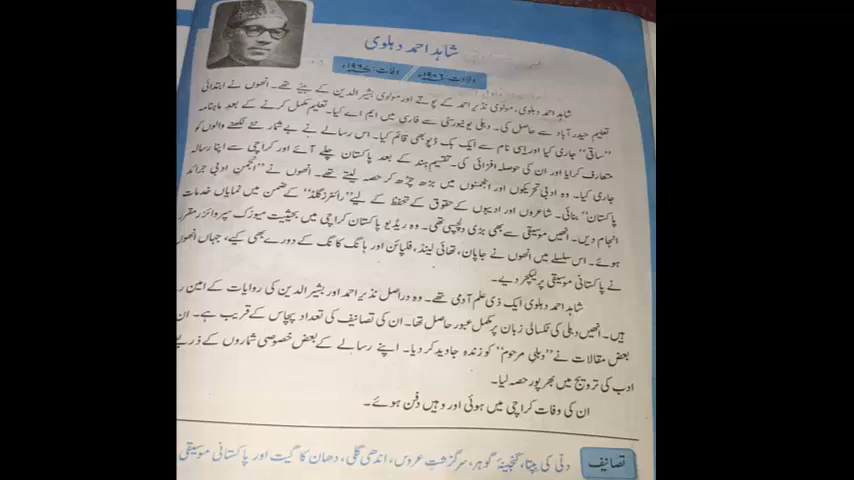 شاہد احمد دہلوی
ولادت: ۱۹۰۶ء وفات: ۱۹۶۷ء
شاہد احمد دہلوی، مولوی نذیر احمد کے پوتے اور مولوی بشیر الدین کے بیٹے تھے۔ انھوں نے ابتدائی
تعلیم حیدر آباد سے حاصل کی۔ دہلی یونیورسٹی سے فارسی میں ایم اے کیا۔ تعلیم مکمل کرنے کے بعد ماہنامہ
”ساقی“ جاری کیا اور اسی نام سے ایک بک ڈپو بھی قائم کیا۔ اس رسالے نے بے شمار نئے لکھنے والوں کو
متعارف کرایا اور ان کی حوصلہ افزائی کی۔ تقسیم ہند کے بعد پاکستان چلے آئے اور کراچی سے اپنا رسالہ
جاری کیا۔ وہ ادبی تحریکوں اور انجمنوں میں بڑھ چڑھ کر حصہ لیتے تھے۔ انھوں نے ”انجمن ادبی جرائد
پاکستان“ بنائی۔ شاعروں اور ادیبوں کے حقوق کے تحفظ کے لیے ”رائٹرز گلڈ“ کے ضمن میں نمایاں خدمات
انجام دیں۔ انھیں موسیقی سے بھی بڑی دلچسپی تھی۔ وہ ریڈیو پاکستان کراچی میں بحیثیت میوزک سپروائزر مقرر
ہوئے۔ اس سلسلے میں انھوں نے جاپان، تھائی لینڈ، فلپائن اور ہانگ کانگ کے دورے بھی کیے، جہاں انھوں
نے پاکستانی موسیقی پر لیکچر دیے۔
شاہد احمد دہلوی ایک ذی علم آدمی تھے۔ وہ دراصل نذیر احمد اور بشیر الدین کی روایات کے امین ر
ہیں۔ انھیں دہلی کی ٹکسالی زبان پر مکمل عبور حاصل تھا۔ ان کی تصانیف کی تعداد پچاس کے قریب ہے۔ ان
بعض مقالات نے ”دہلی مرحوم“ کو زندہ جاوید کر دیا۔ اپنے رسالے کے بعض خصوصی شماروں کے ذریعے
ادب کی ترویج میں بھرپور حصہ لیا۔
ان کی وفات کراچی میں ہوئی اور وہیں دفن ہوئے۔
تصانیف دلّی کی بپتا، گنجینۂ گوہر، سرگزشتِ عروس، اندھی گلی، دھان کا گیت اور پاکستانی موسیقی